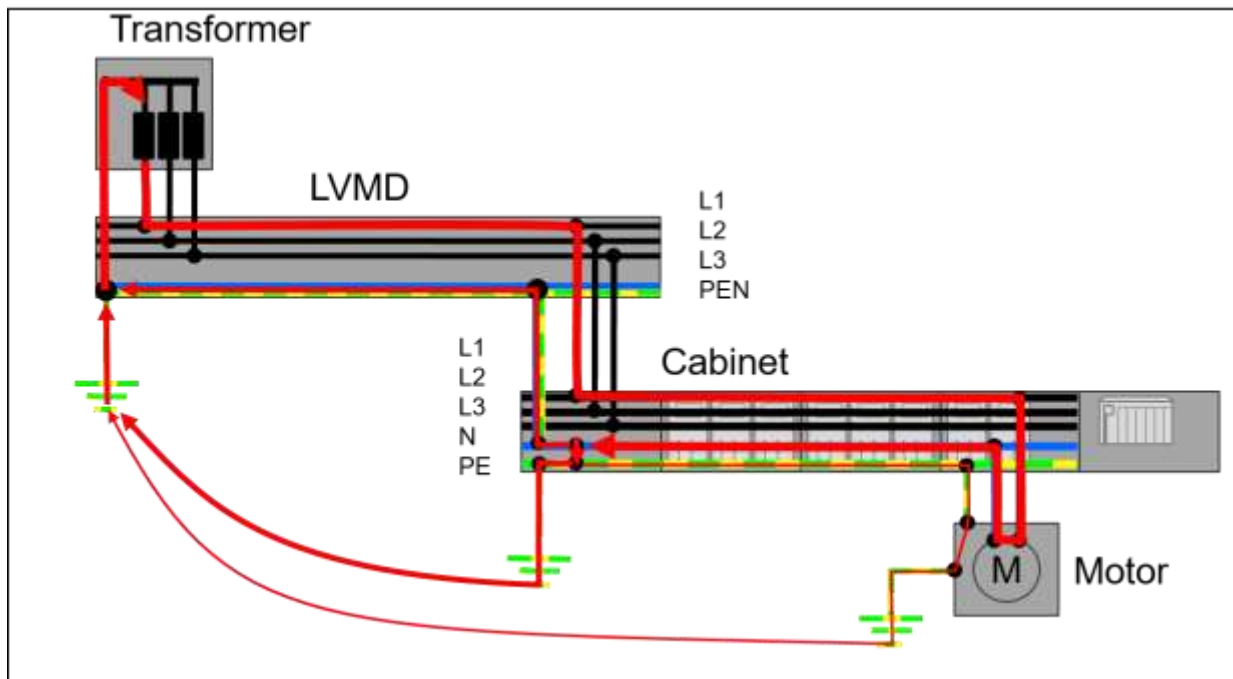 Transformer
LVMD
L1
L2
L3
PEN
L1
L2
L3
N
PE
Cabinet
M
Motor